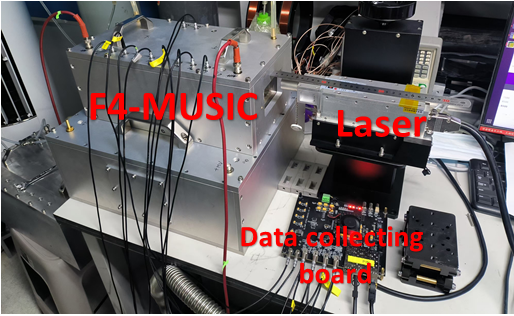 F4-MUSIC
Laser
Data collecting
board